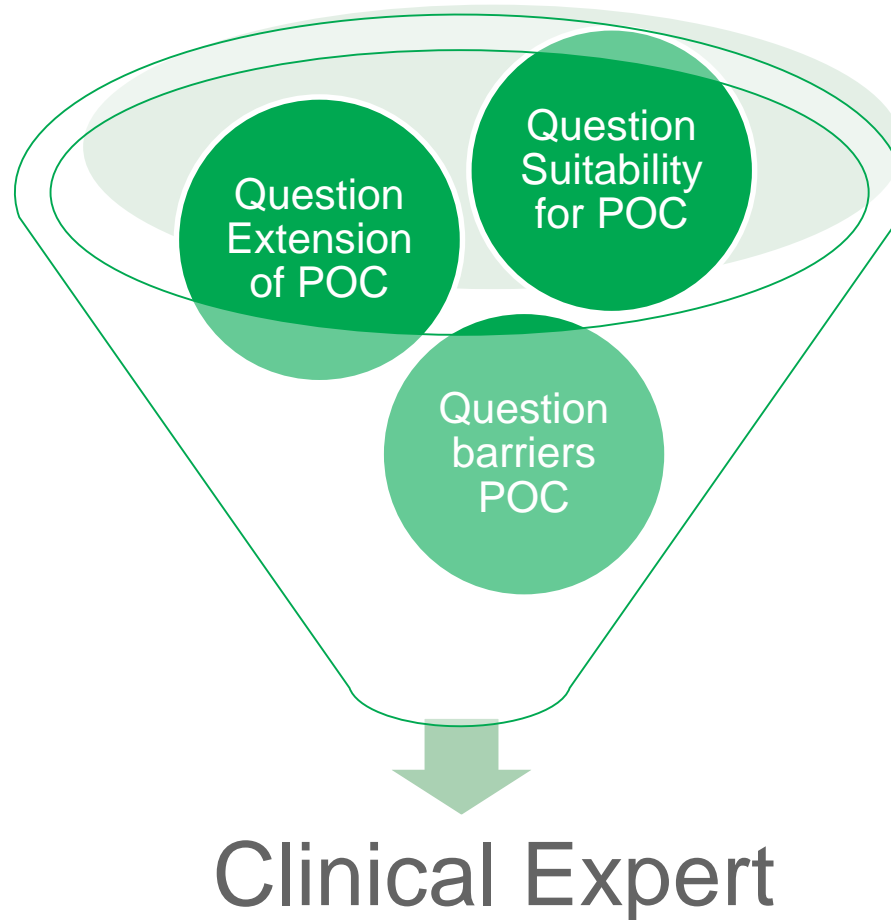 Question
Suitability
for POC
Question
Extension
of POC
Question
barriers
POC
Clinical Expert